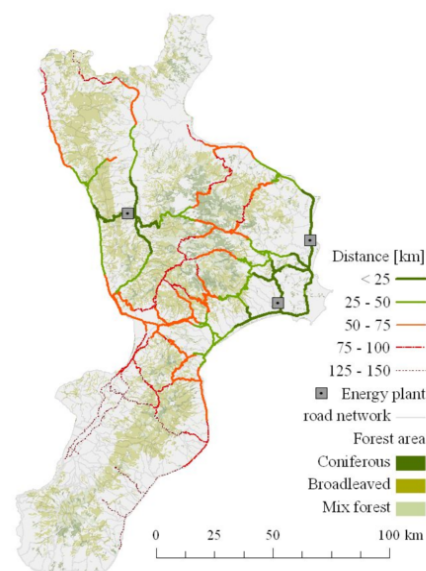 Distance [km]
< 25
25 - 50
50 - 75
75 - 100
125 - 150
Energy plant
road network
Forest area
Coniferous
Broadleaved
Mix forest
0 25 50 100 km